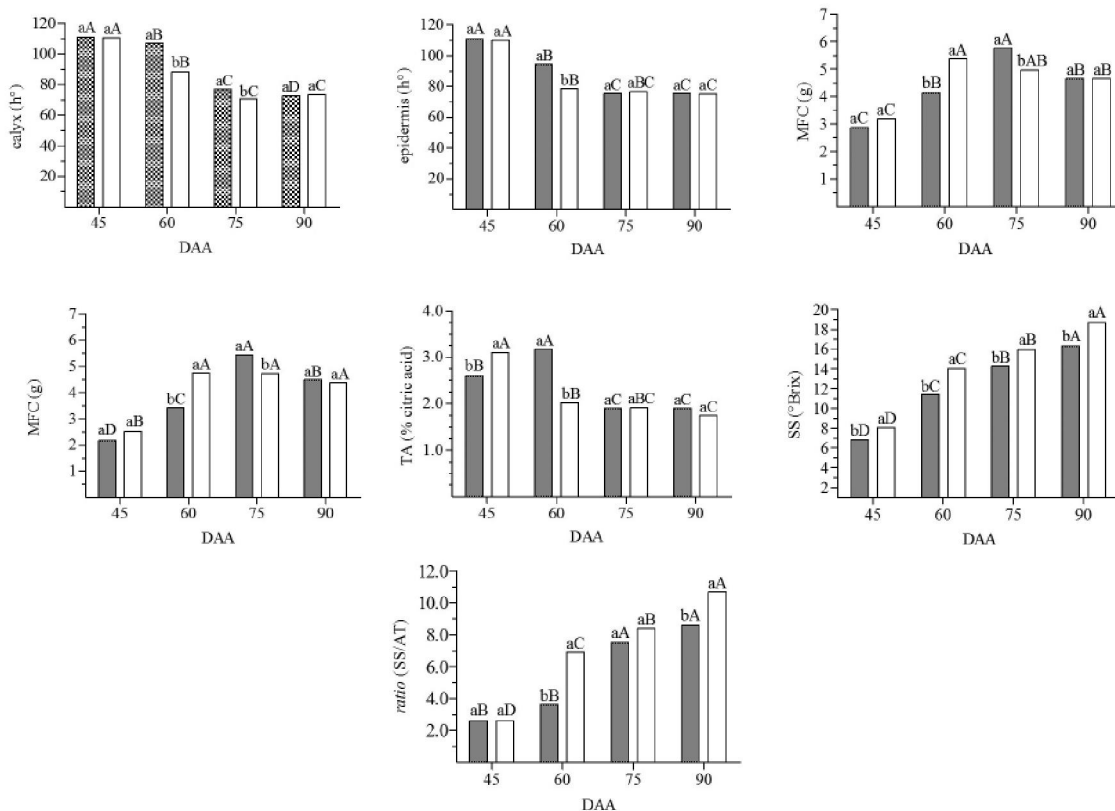 120
100
80
60
40
20
calyx (h°)
aA aA aB bB aC bC aD aC
45 60 75 90
DAA
120
100
80
60
40
20
epidermis (h°)
aA aA aB bB aC aBC aC aC
45 60 75 90
DAA
7
6
5
4
3
2
1
MFC (g)
aC aC bB aA aA bAB aB aB
45 60 75 90
DAA
7
6
5
4
3
2
1
MFC (g)
aD aB bC aA aA bA aB aA
45 60 75 90
DAA
4.0
3.0
2.0
1.0
TA (% citric acid)
bB aA aA bB aC aBC aC aC
45 60 75 90
DAA
20
18
16
14
12
10
8
6
4
2
SS (°Brix)
bD aD bC aC bB aB bA aA
45 60 75 90
DAA
12.0
10.0
8.0
6.0
4.0
2.0
ratio (SS/AT)
aB aD bB aC aA aB bA aA
45 60 75 90
DAA